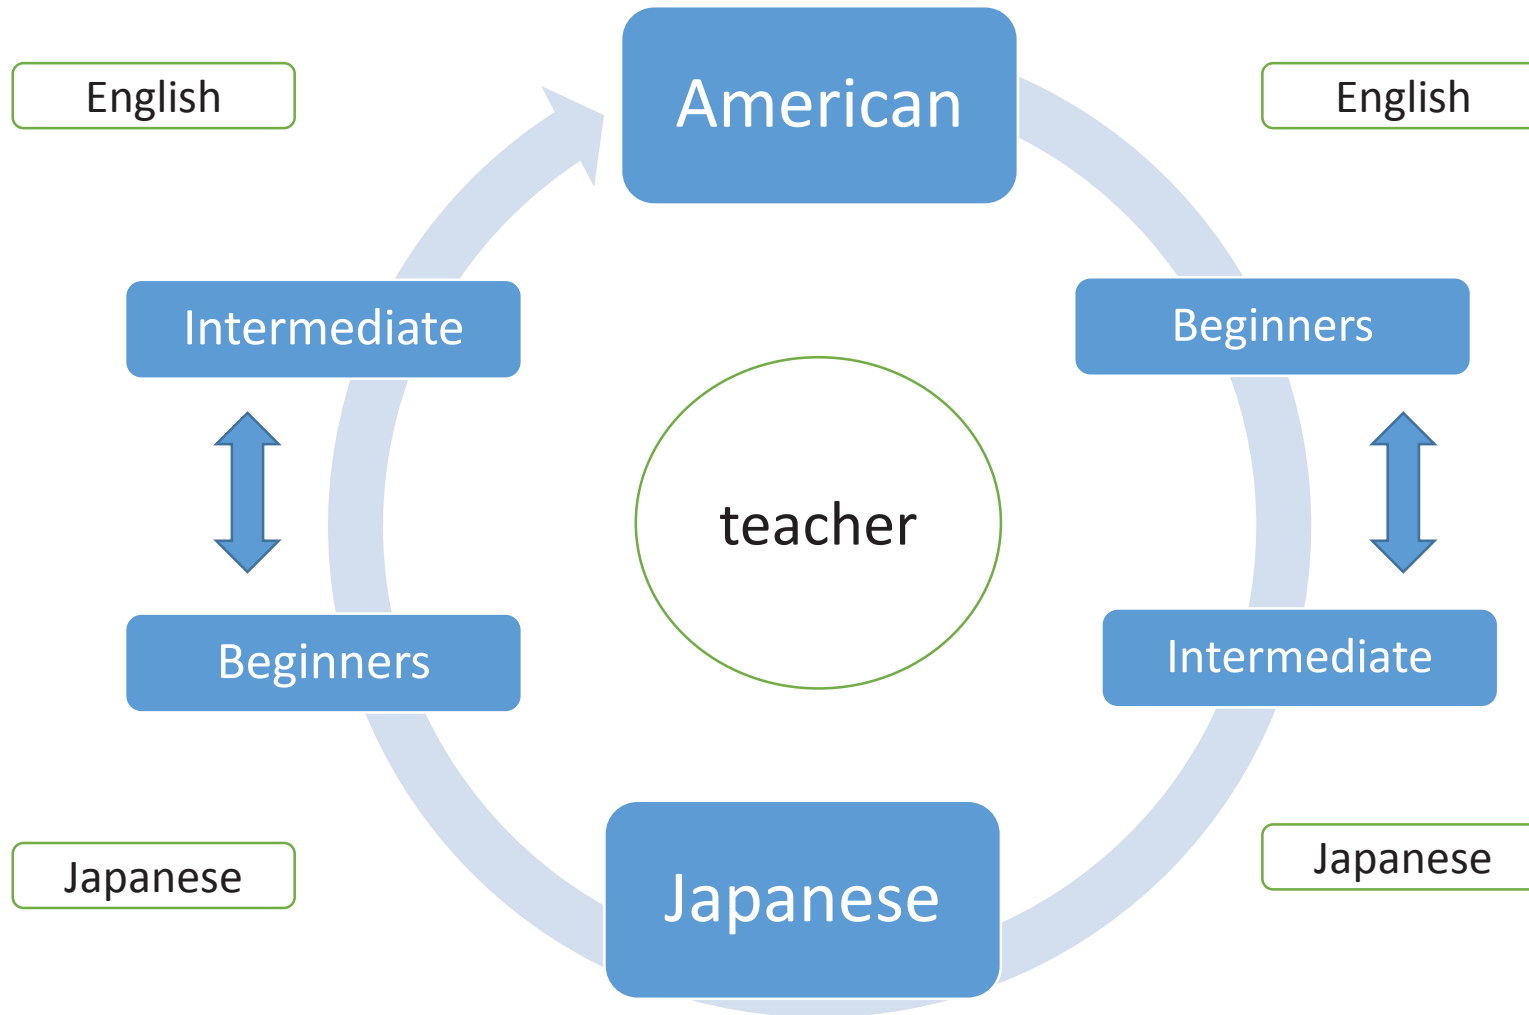 American
English
English
Intermediate
Beginners
teacher
Beginners
Intermediate
Japanese
Japanese
Japanese